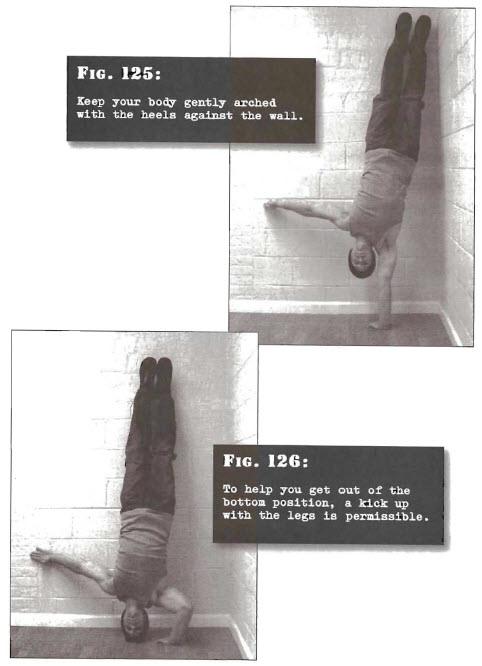 FIG. 125:
Keep your body gently arched
with the heels against the wall.
FIG. 126:
To help you get out of the
bottom position, a kick up
with the legs is permissible.